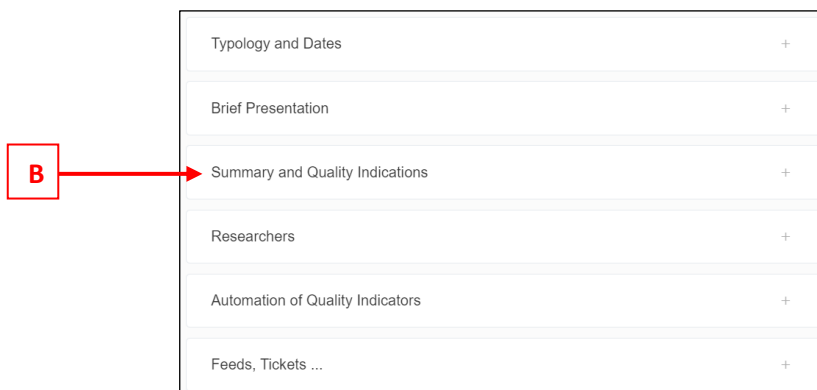 Typology and Dates +
Brief Presentation +
B
Summary and Quality Indications +
Researchers +
Automation of Quality Indicators +
Feeds, Tickets ... +